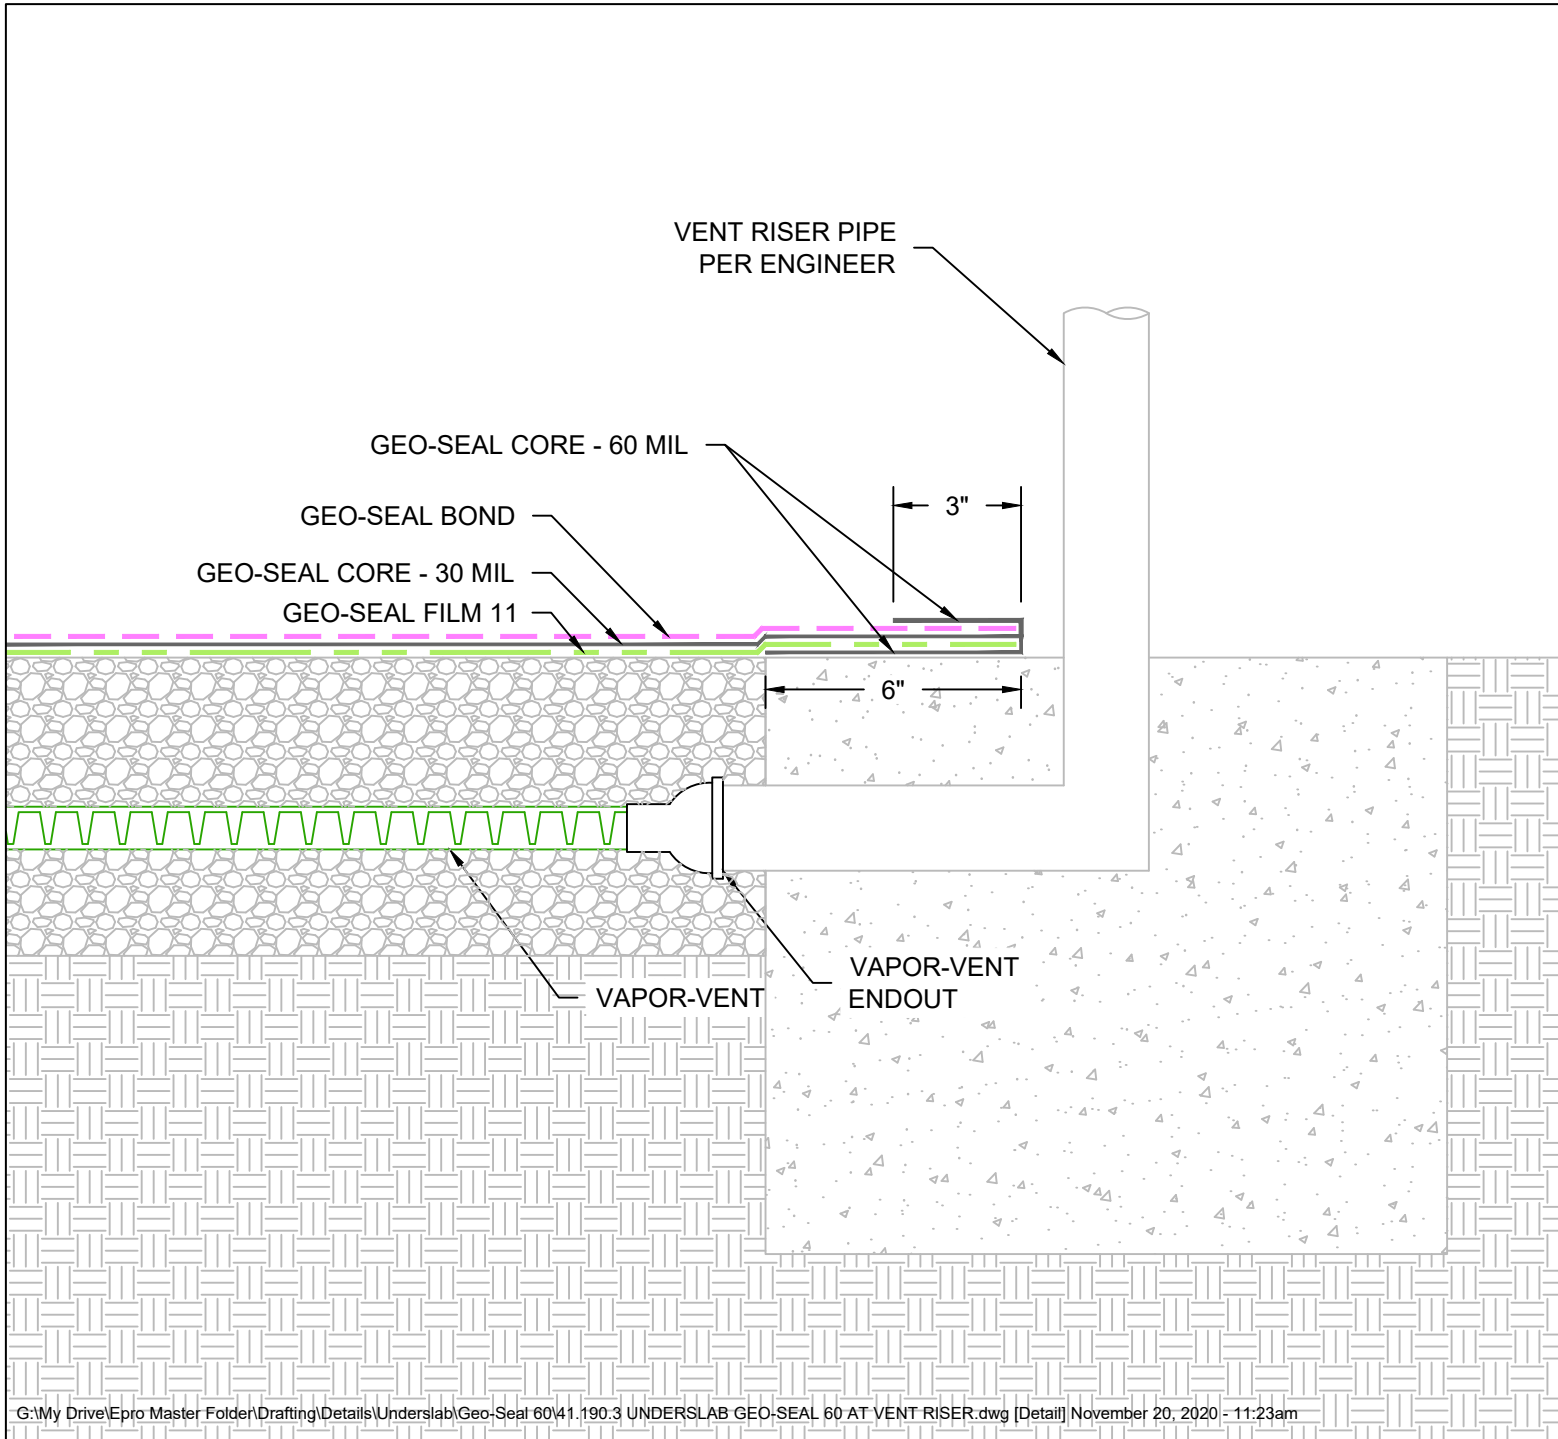 VENT RISER PIPE
PER ENGINEER
GEO-SEAL CORE - 60 MIL
3"
GEO-SEAL BOND
GEO-SEAL CORE - 30 MIL
GEO-SEAL FILM 11
6"
VAPOR-VENT
ENDOUT
VAPOR-VENT
G:\My Drive\Epro Master Folder\Drafting\Details\Underslab\Geo-Seal 60\41.190.3 UNDERSLAB GEO-SEAL 60 AT VENT RISER.dwg [Detail] November 20, 2020 - 11:23am